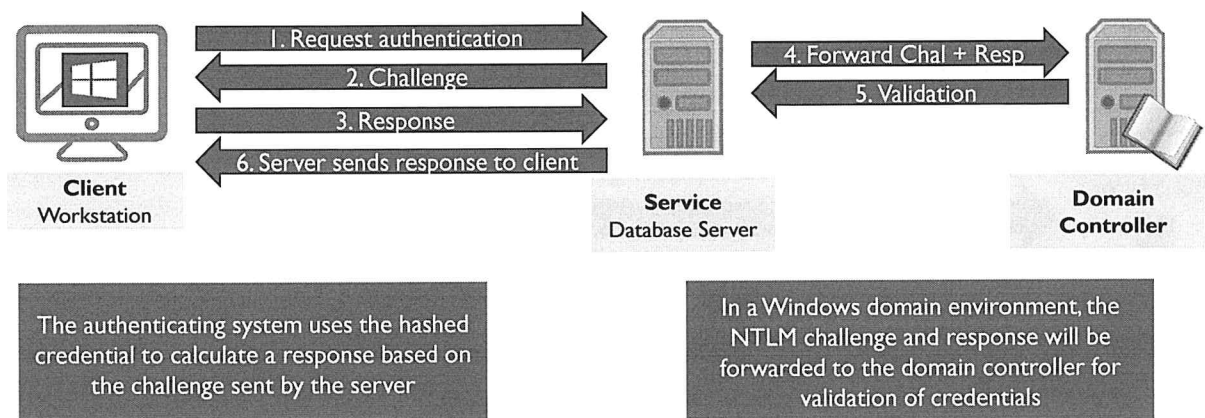 1. Request authentication
2. Challenge
3. Response
6. Server sends response to client
4. Forward Chal + Resp
5. Validation
Client
Workstation
Service
Database Server
Domain
Controller
The authenticating system uses the hashed
credential to calculate a response based on
the challenge sent by the server
In a Windows domain environment, the
NTLM challenge and response will be
forwarded to the domain controller for
validation of credentials